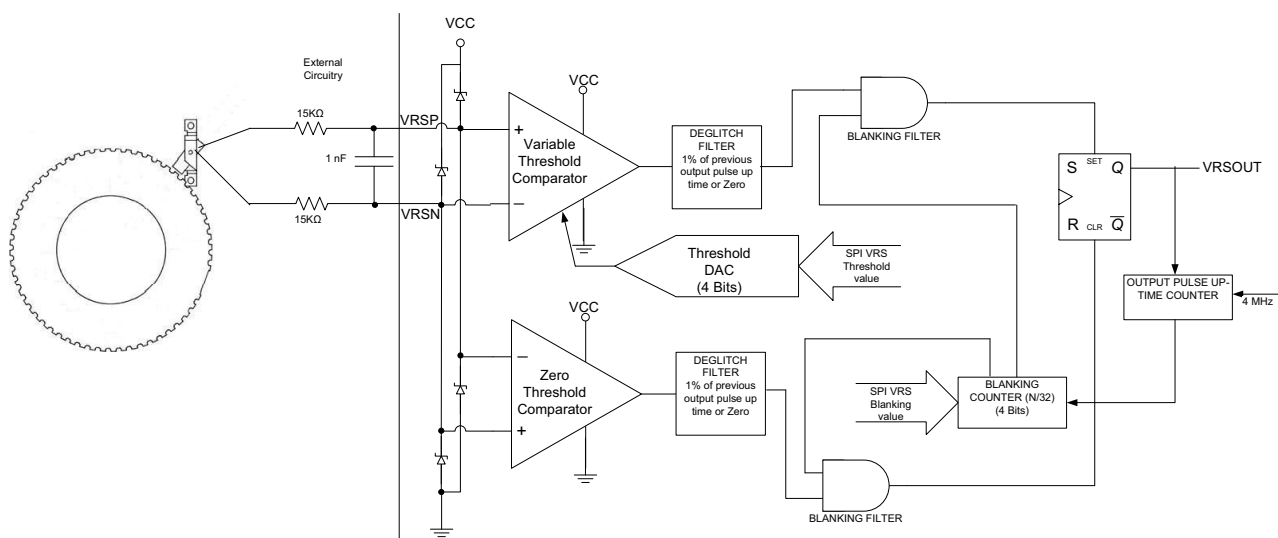 VCC
External
Circuitry
15KΩ
1 nF
15KΩ
VRSP
VRSN
VCC
+
Variable
Threshold
Comparator
−
DEGLITCH
FILTER
1% of previous
output pulse up
time or Zero
BLANKING FILTER
S SET Q
R CLR Q̅
VRSOUT
Threshold
DAC
(4 Bits)
SPI VRS
Threshold
value
OUTPUT PULSE UP-
TIME COUNTER
4 MHz
VCC
−
Zero
Threshold
Comparator
+
DEGLITCH
FILTER
1% of previous
output pulse up
time or Zero
SPI VRS
Blanking
value
BLANKING
COUNTER (N/32)
(4 Bits)
BLANKING FILTER